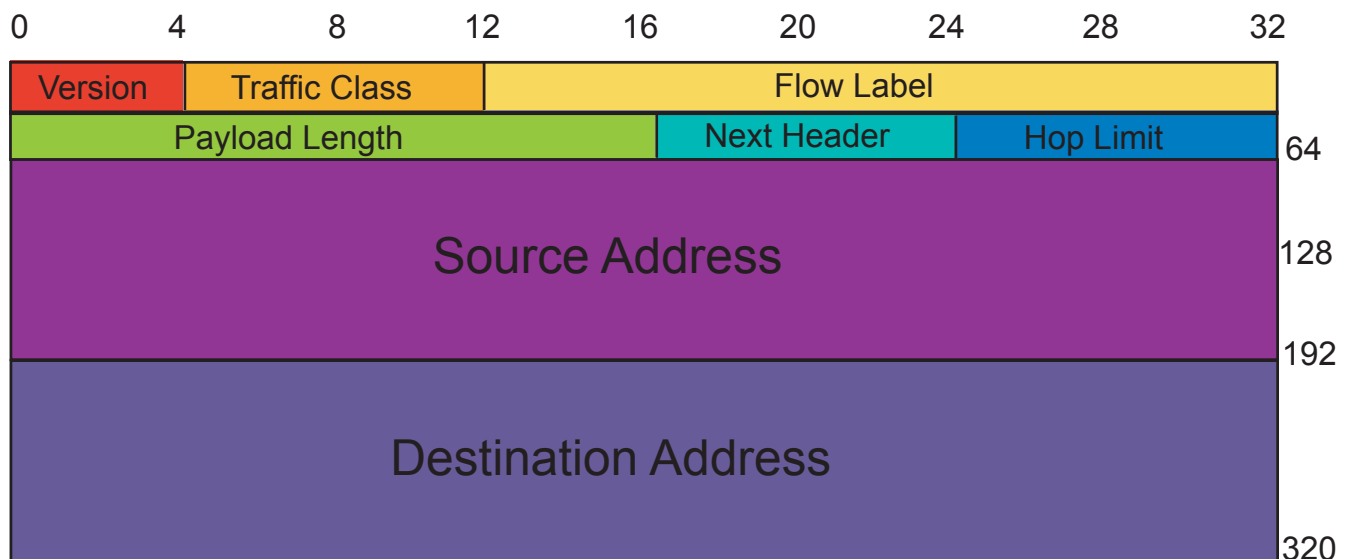 0 4 8 12 16 20 24 28 32
Version Traffic Class Flow Label
Payload Length Next Header Hop Limit 64
Source Address 128
192
Destination Address
320